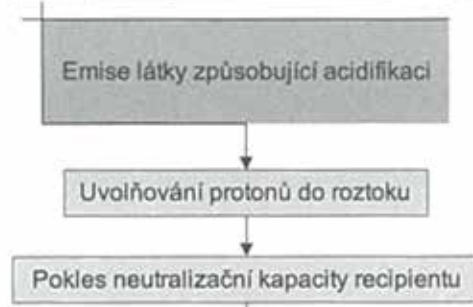 Emise látky způsobující acidifikaci
Uvolňování protonů do roztoku
Pokles neutralizační kapacity recipientu